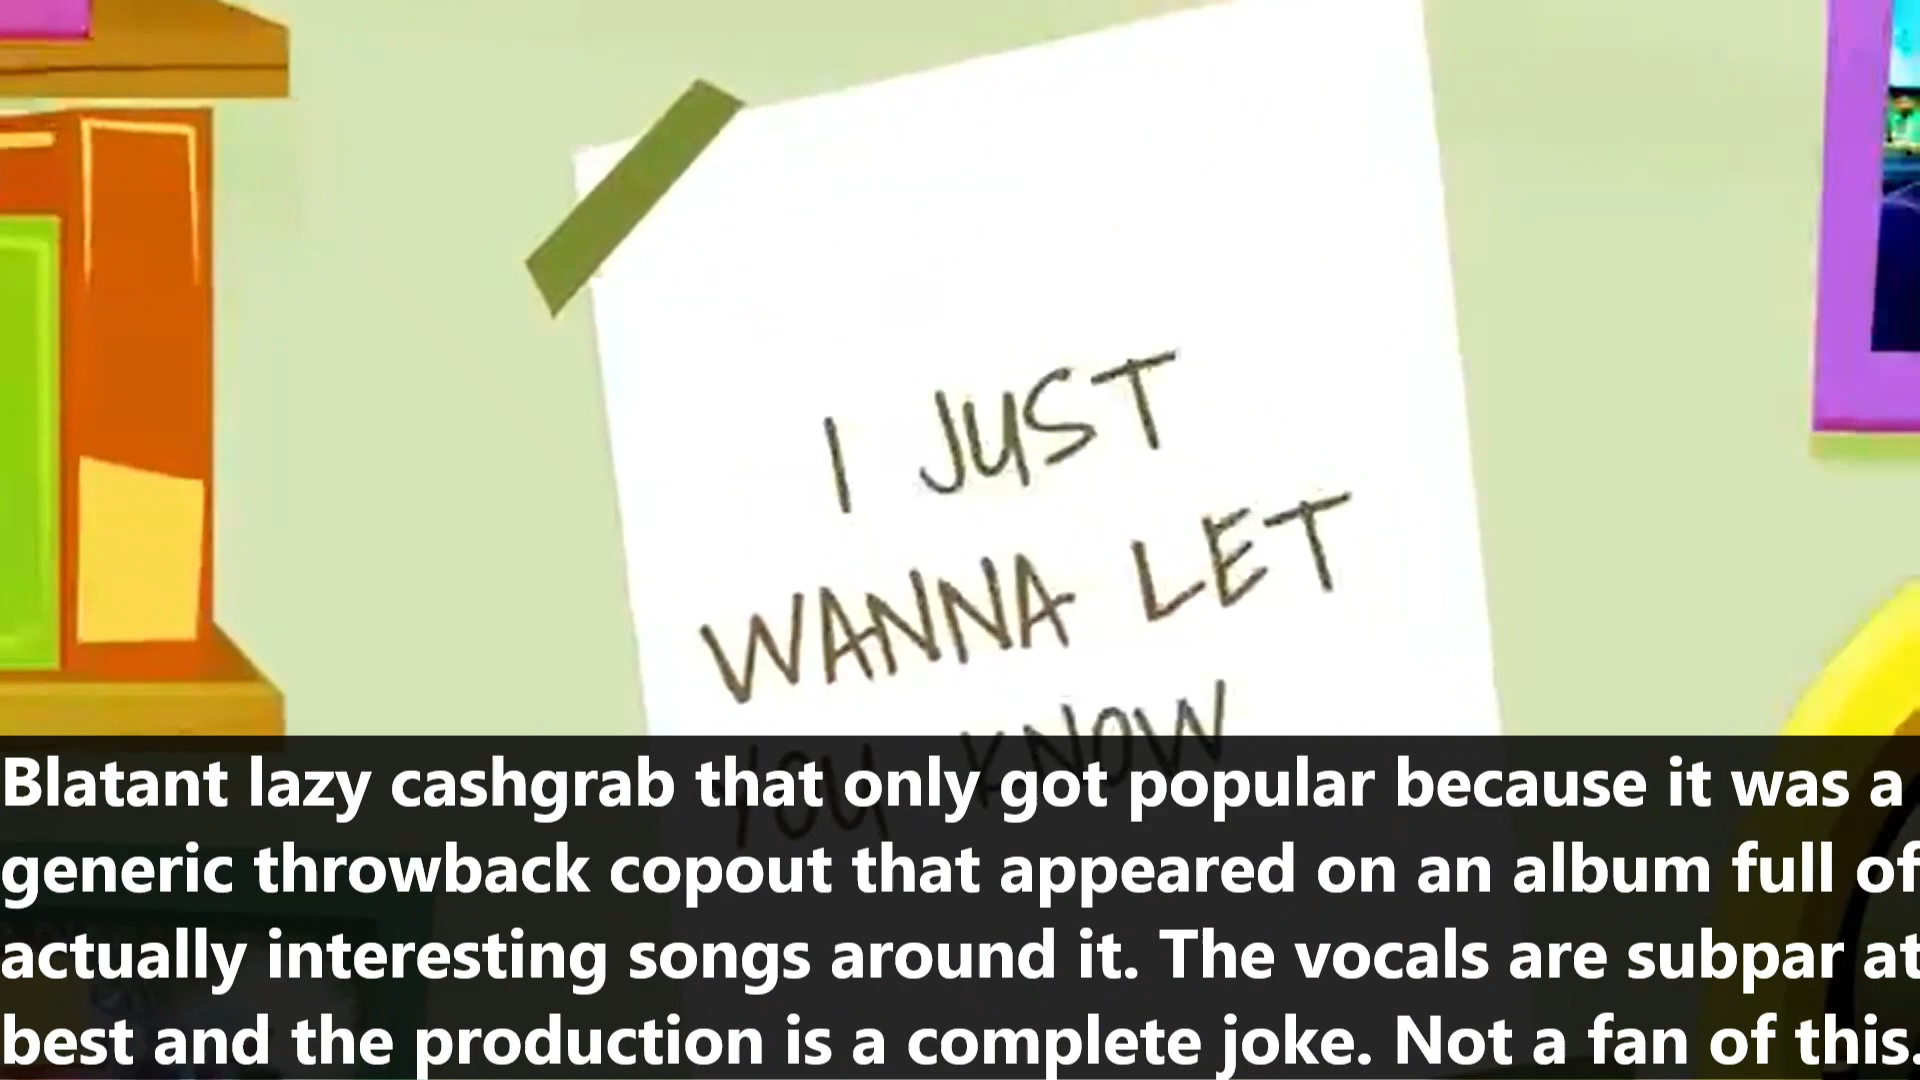 I JUST
WANNA LET
YOU KNOW
Blatant lazy cashgrab that only got popular because it was a
generic throwback copout that appeared on an album full of
actually interesting songs around it. The vocals are subpar at
best and the production is a complete joke. Not a fan of this.